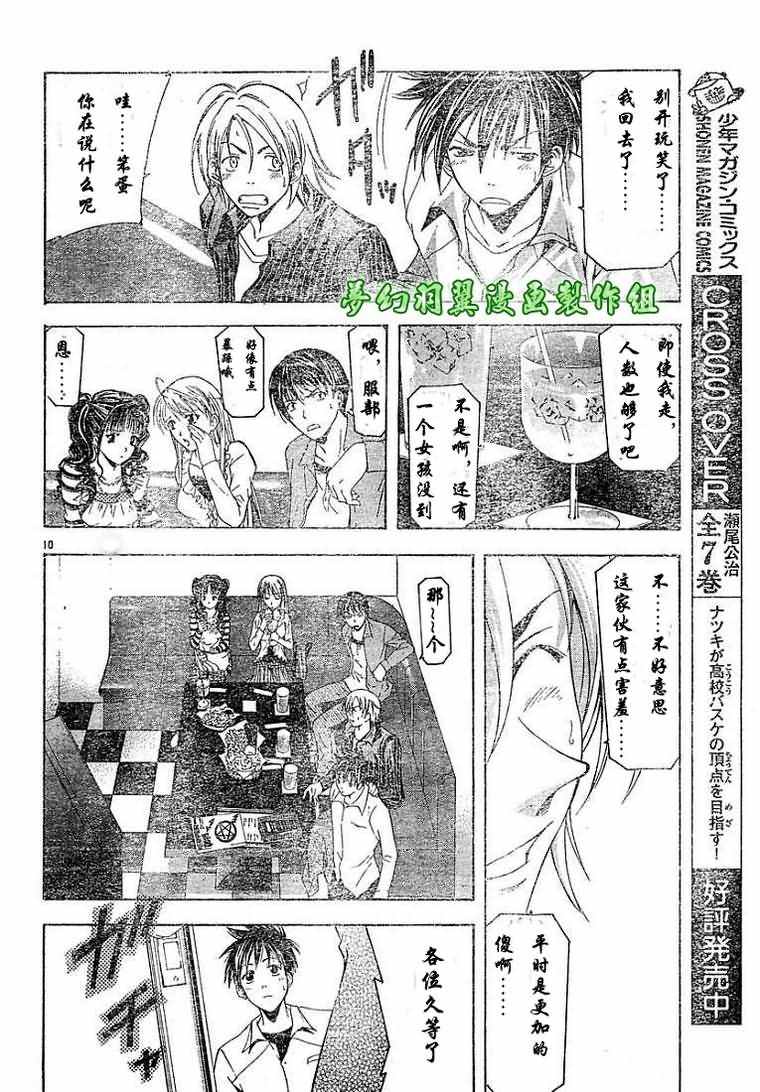 别开玩笑了……
我回去了……
哇……笨蛋
你在说什么呢
夢幻羽翼漫画製作組
即使我走，
人数也够了吧
不是啊，还有
一个女孩没到
喂，服部
好像有点
暴躁哦
恩……
10
不……不好意思
这家伙有点害羞……
那～～个
平时是更加的
傻啊……
各位久等了
少年マガジン・コミックス
SHONEN MAGAZINE COMICS
CROSS OVER
瀬尾公治
全7巻
ナツキが高校バスケの頂点を目指す！
好評発売中